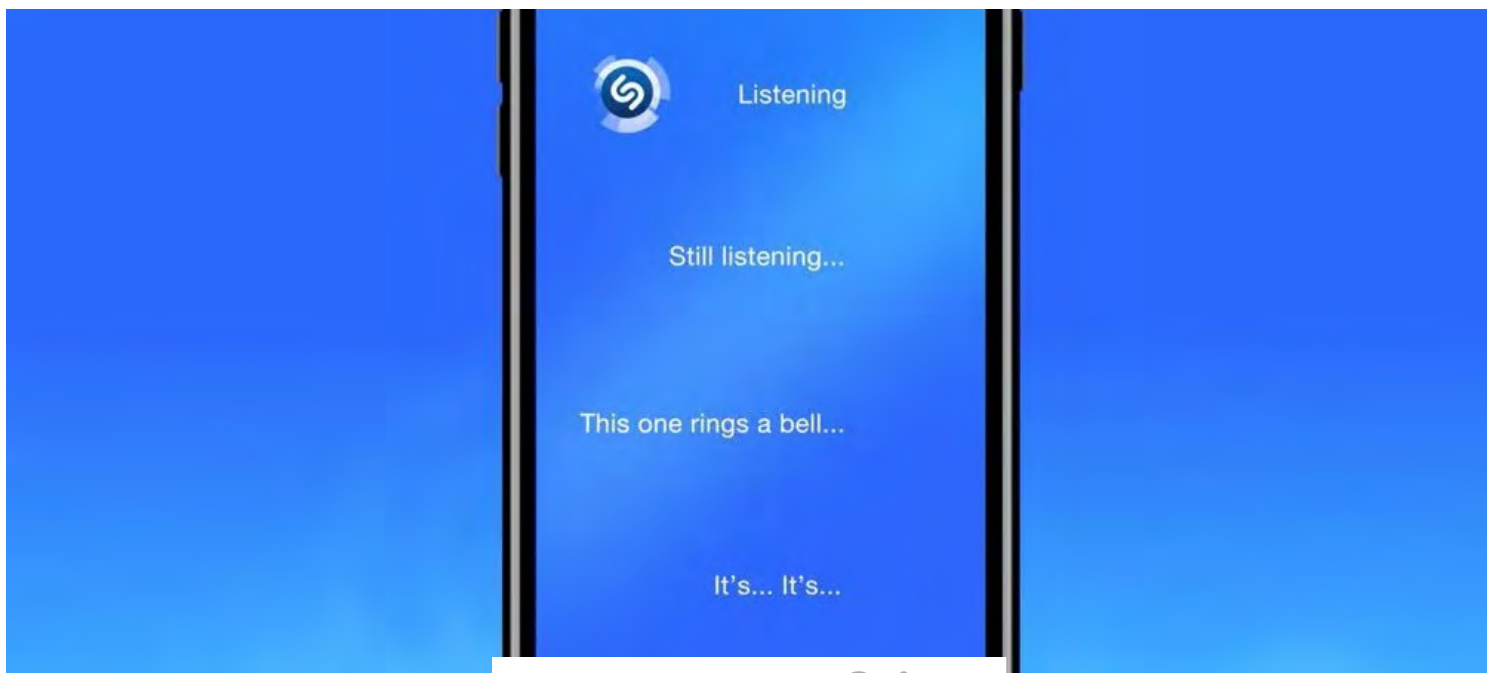 Listening
Still listening...
This one rings a bell...
It's... It's...